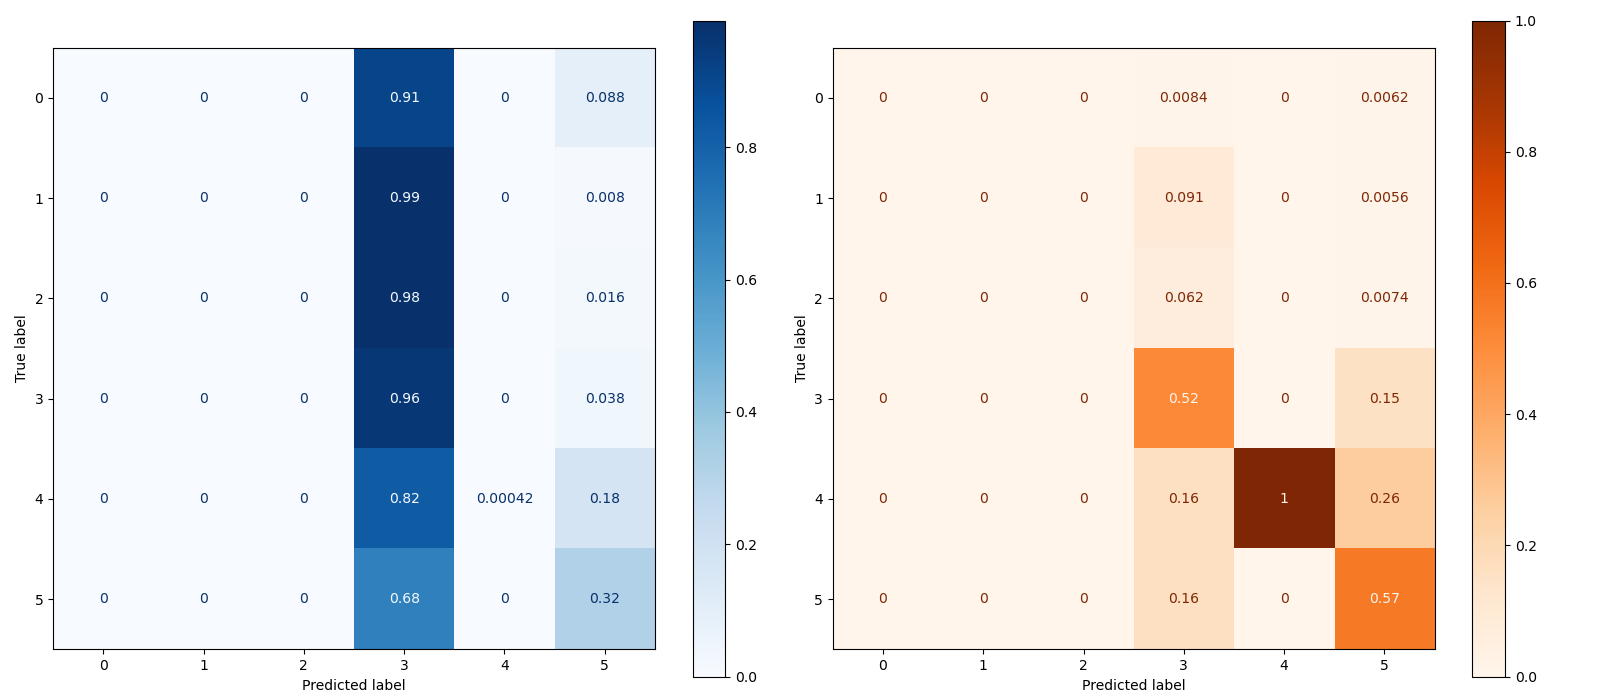 1.0
0 0 0 0 0.91 0 0.088
0 0 0 0 0.0084 0 0.0062
0.8
0.8
1 0 0 0 0.99 0 0.008
1 0 0 0 0.091 0 0.0056
0.6
0.6
2 0 0 0 0.98 0 0.016
2 0 0 0 0.062 0 0.0074
True label
True label
3 0 0 0 0.96 0 0.038
3 0 0 0 0.52 0 0.15
0.4
0.4
4 0 0 0 0.82 0.00042 0.18
4 0 0 0 0.16 1 0.26
0.2
0.2
5 0 0 0 0.68 0 0.32
5 0 0 0 0.16 0 0.57
0.0
0.0
0 1 2 3 4 5
0 1 2 3 4 5
Predicted label
Predicted label